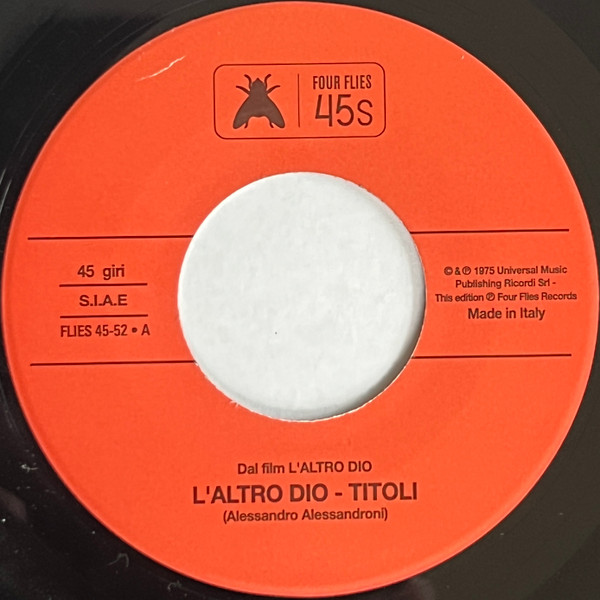 FOUR FLIES
45s
45 giri
S.I.A.E
FLIES 45-52 • A
© & ℗ 1975 Universal Music
Publishing Ricordi Srl -
This edition ℗ Four Flies Records
Made in Italy
Dal film L'ALTRO DIO
L'ALTRO DIO - TITOLI
(Alessandro Alessandroni)